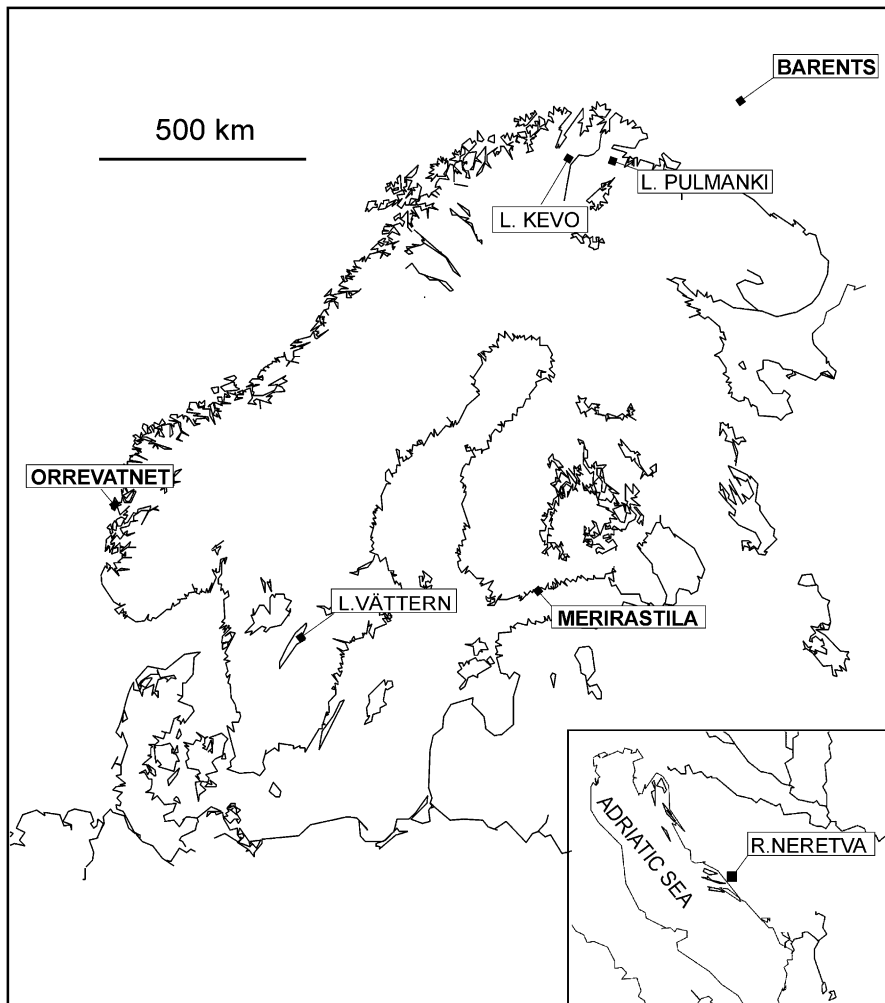 BARENTS
500 km
L. PULMANKI
L. KEVO
ORREVATNET
L.VÄTTERN
MERIRASTILA
ADRIATIC SEA
R.NERETVA